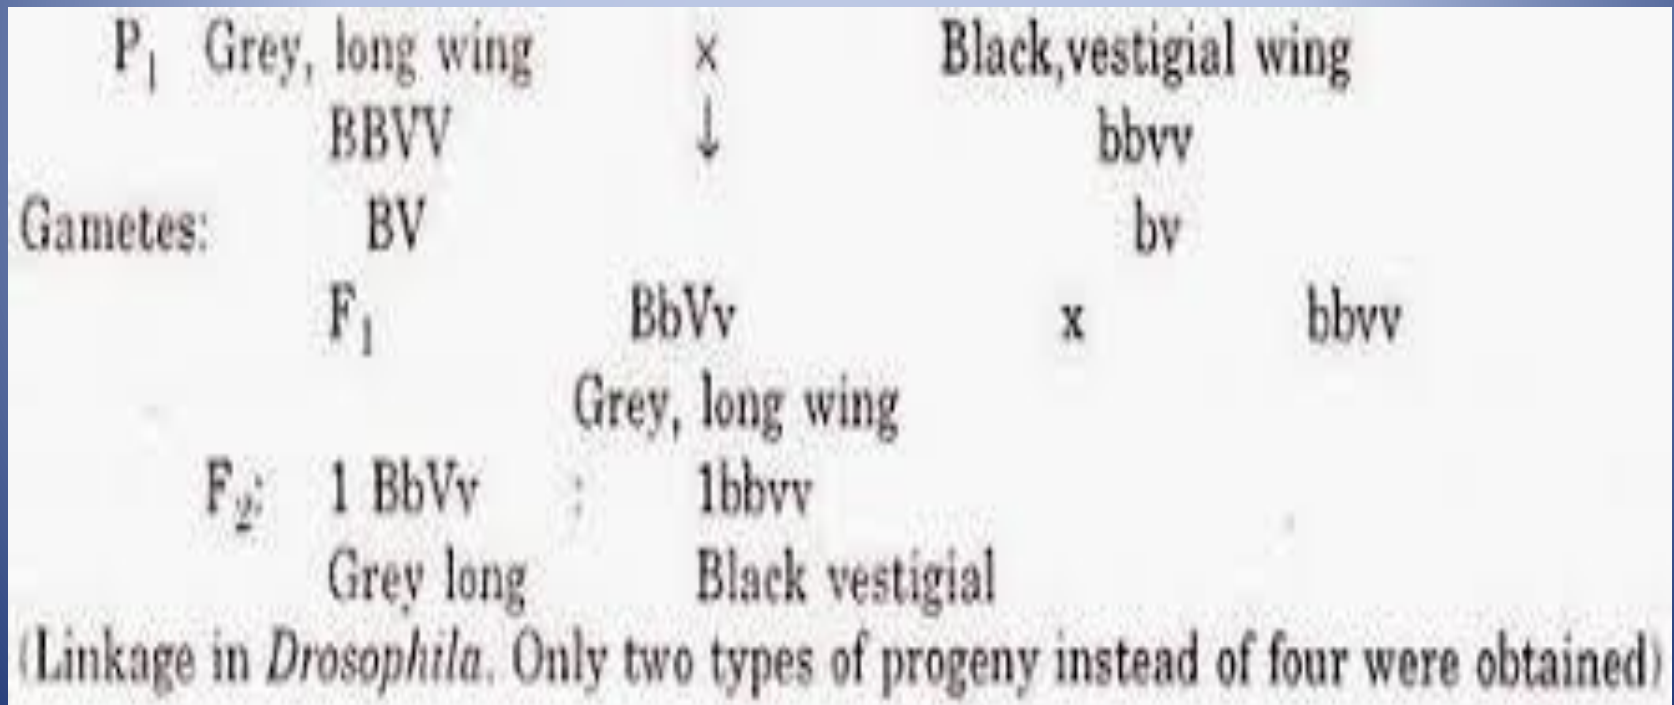 P₁ Grey, long wing × Black,vestigial wing
BBVV ↓ bbvv
Gametes: BV bv
F₁ BbVv x bbvv
Grey, long wing
F₂: 1 BbVv : 1bbvv
Grey long Black vestigial
(Linkage in Drosophila. Only two types of progeny instead of four were obtained)